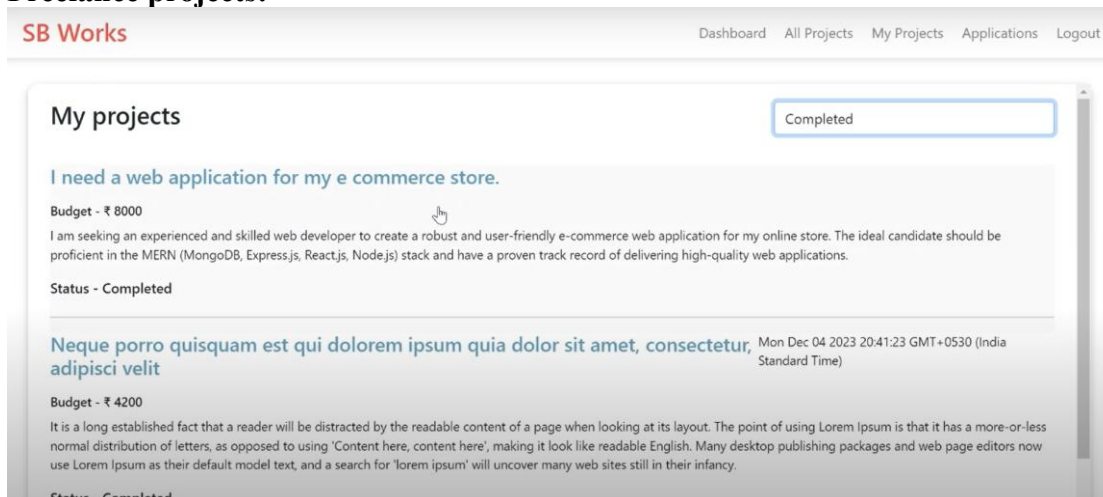 Freelance projects:
SB Works
Dashboard All Projects My Projects Applications Logout
My projects
Completed
I need a web application for my e commerce store.
Budget - ₹ 8000
I am seeking an experienced and skilled web developer to create a robust and user-friendly e-commerce web application for my online store. The ideal candidate should be
proficient in the MERN (MongoDB, Express.js, React.js, Node.js) stack and have a proven track record of delivering high-quality web applications.
Status - Completed
Neque porro quisquam est qui dolorem ipsum quia dolor sit amet, consectetur,
adipisci velit
Mon Dec 04 2023 20:41:23 GMT+0530 (India
Standard Time)
Budget - ₹ 4200
It is a long established fact that a reader will be distracted by the readable content of a page when looking at its layout. The point of using Lorem Ipsum is that it has a more-or-less
normal distribution of letters, as opposed to using 'Content here, content here', making it look like readable English. Many desktop publishing packages and web page editors now
use Lorem Ipsum as their default model text, and a search for 'lorem ipsum' will uncover many web sites still in their infancy.
Status - Completed